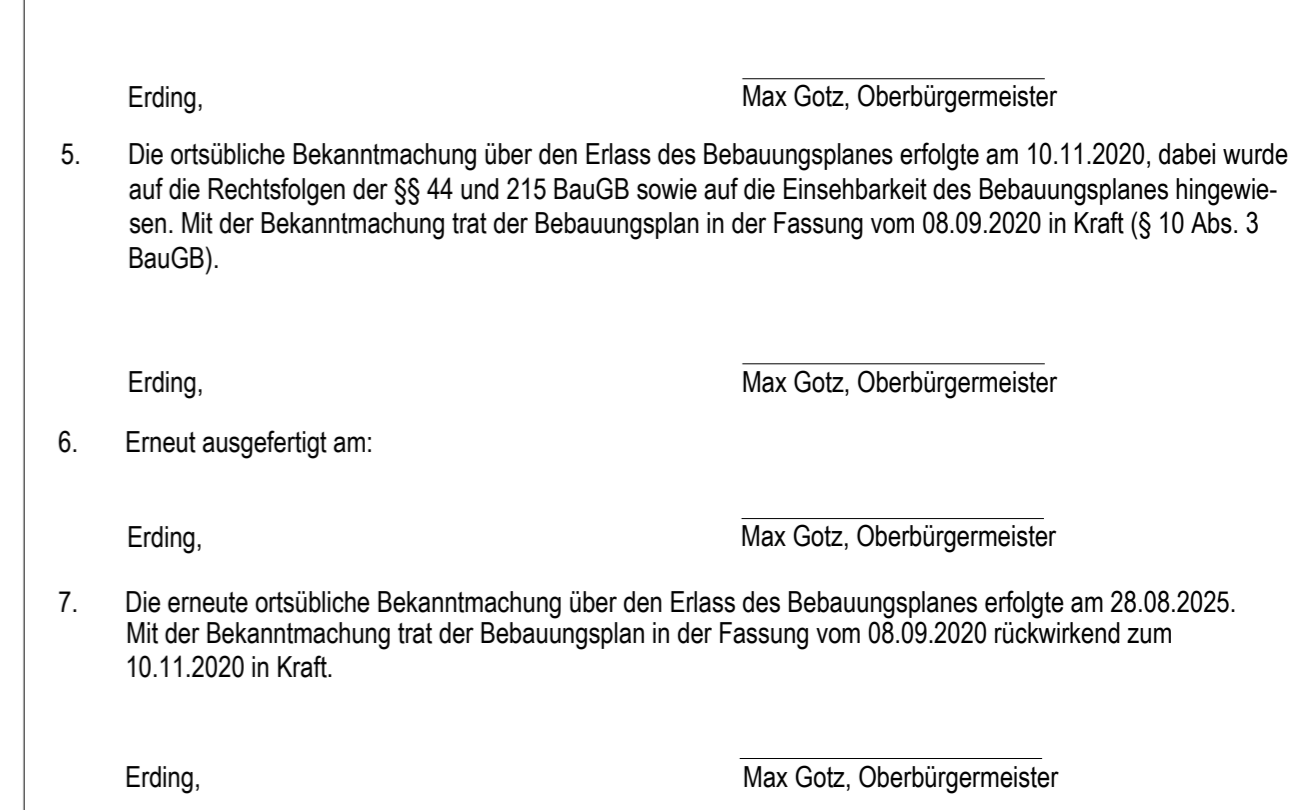 Erding, Max Gotz, Oberbürgermeister
5. Die ortsübliche Bekanntmachung über den Erlass des Bebauungsplanes erfolgte am 10.11.2020, dabei wurde
auf die Rechtsfolgen der §§ 44 und 215 BauGB sowie auf die Einsehbarkeit des Bebauungsplanes hingewie-
sen. Mit der Bekanntmachung trat der Bebauungsplan in der Fassung vom 08.09.2020 in Kraft (§ 10 Abs. 3
BauGB).
Erding, Max Gotz, Oberbürgermeister
6. Erneut ausgefertigt am:
Erding, Max Gotz, Oberbürgermeister
7. Die erneute ortsübliche Bekanntmachung über den Erlass des Bebauungsplanes erfolgte am 28.08.2025.
Mit der Bekanntmachung trat der Bebauungsplan in der Fassung vom 08.09.2020 rückwirkend zum
10.11.2020 in Kraft.
Erding, Max Gotz, Oberbürgermeister